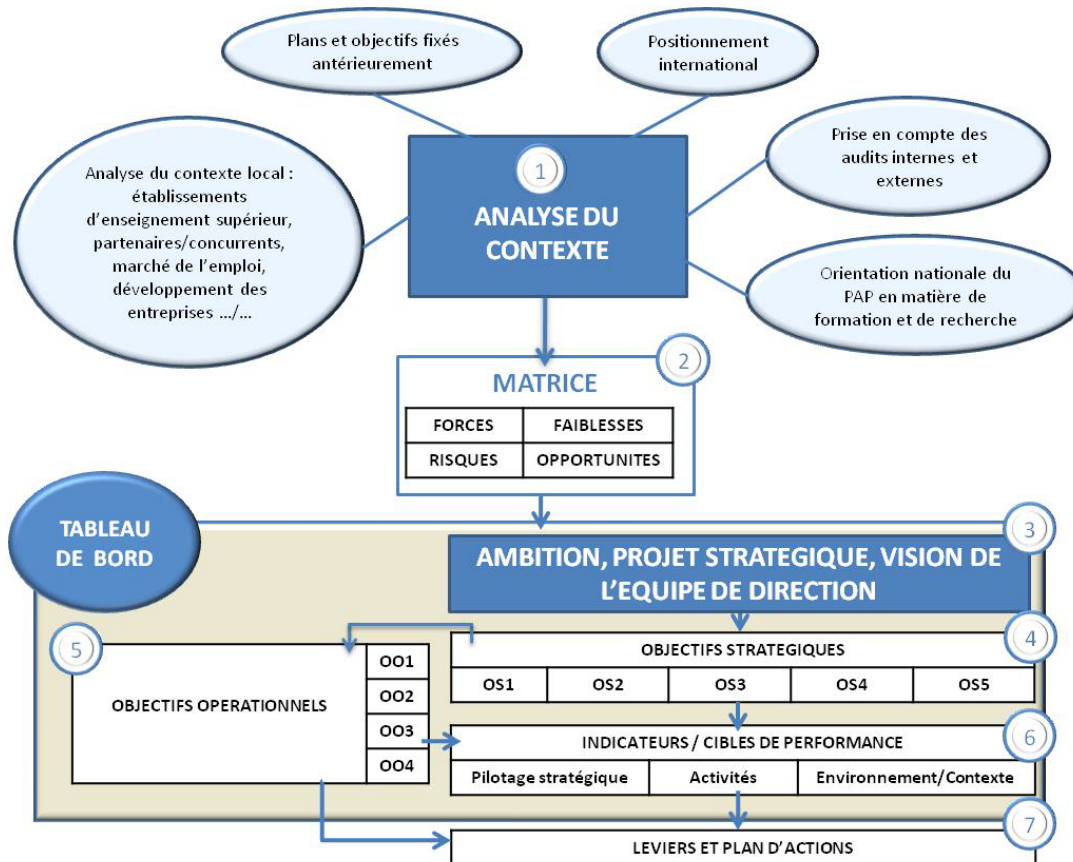 Plans et objectifs fixés
antérieurement
Positionnement
international
Analyse du contexte local :
établissements
d'enseignement supérieur,
partenaires/concurrents,
marché de l'emploi,
développement des
entreprises .../...
1
ANALYSE DU
CONTEXTE
Prise en compte des
audits internes et
externes
Orientation nationale du
PAP en matière de
formation et de recherche
2
MATRICE
FORCES
FAIBLESSES
RISQUES
OPPORTUNITES
TABLEAU
DE BORD
3
AMBITION, PROJET STRATEGIQUE, VISION DE
L'EQUIPE DE DIRECTION
4
OBJECTIFS STRATEGIQUES
OS1
OS2
OS3
OS4
OS5
5
OBJECTIFS OPERATIONNELS
OO1
OO2
OO3
OO4
6
INDICATEURS / CIBLES DE PERFORMANCE
Pilotage stratégique
Activités
Environnement/Contexte
7
LEVIERS ET PLAN D'ACTIONS